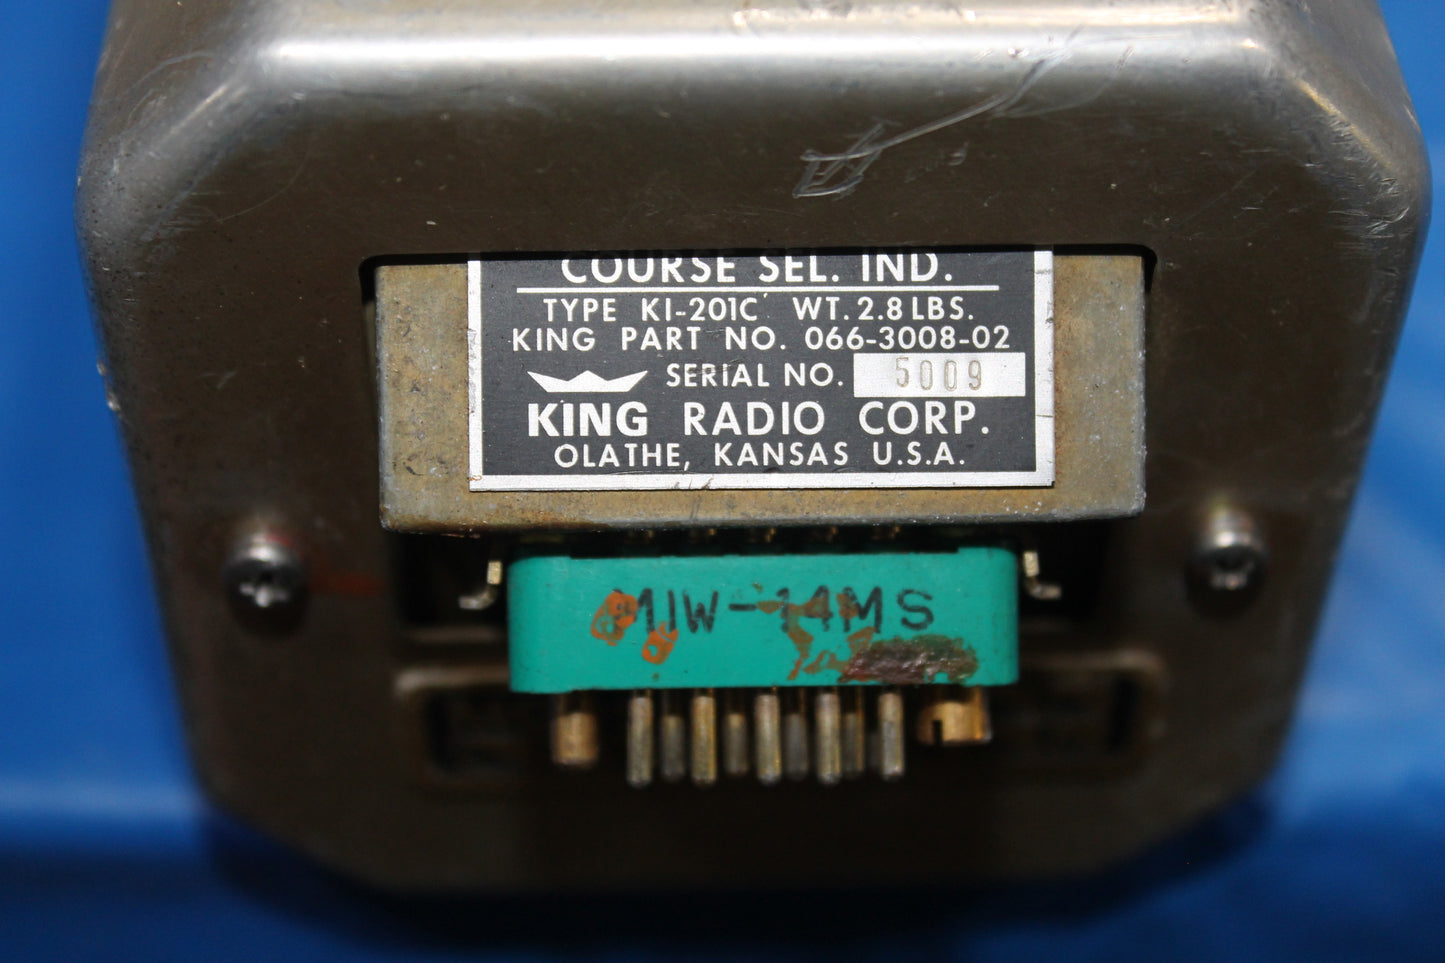 COURSE SEL. IND.
TYPE KI-201C WT. 2.8 LBS.
KING PART NO. 066-3008-02
SERIAL NO. 5009
KING RADIO CORP.
OLATHE, KANSAS U.S.A.
M1W-14MS